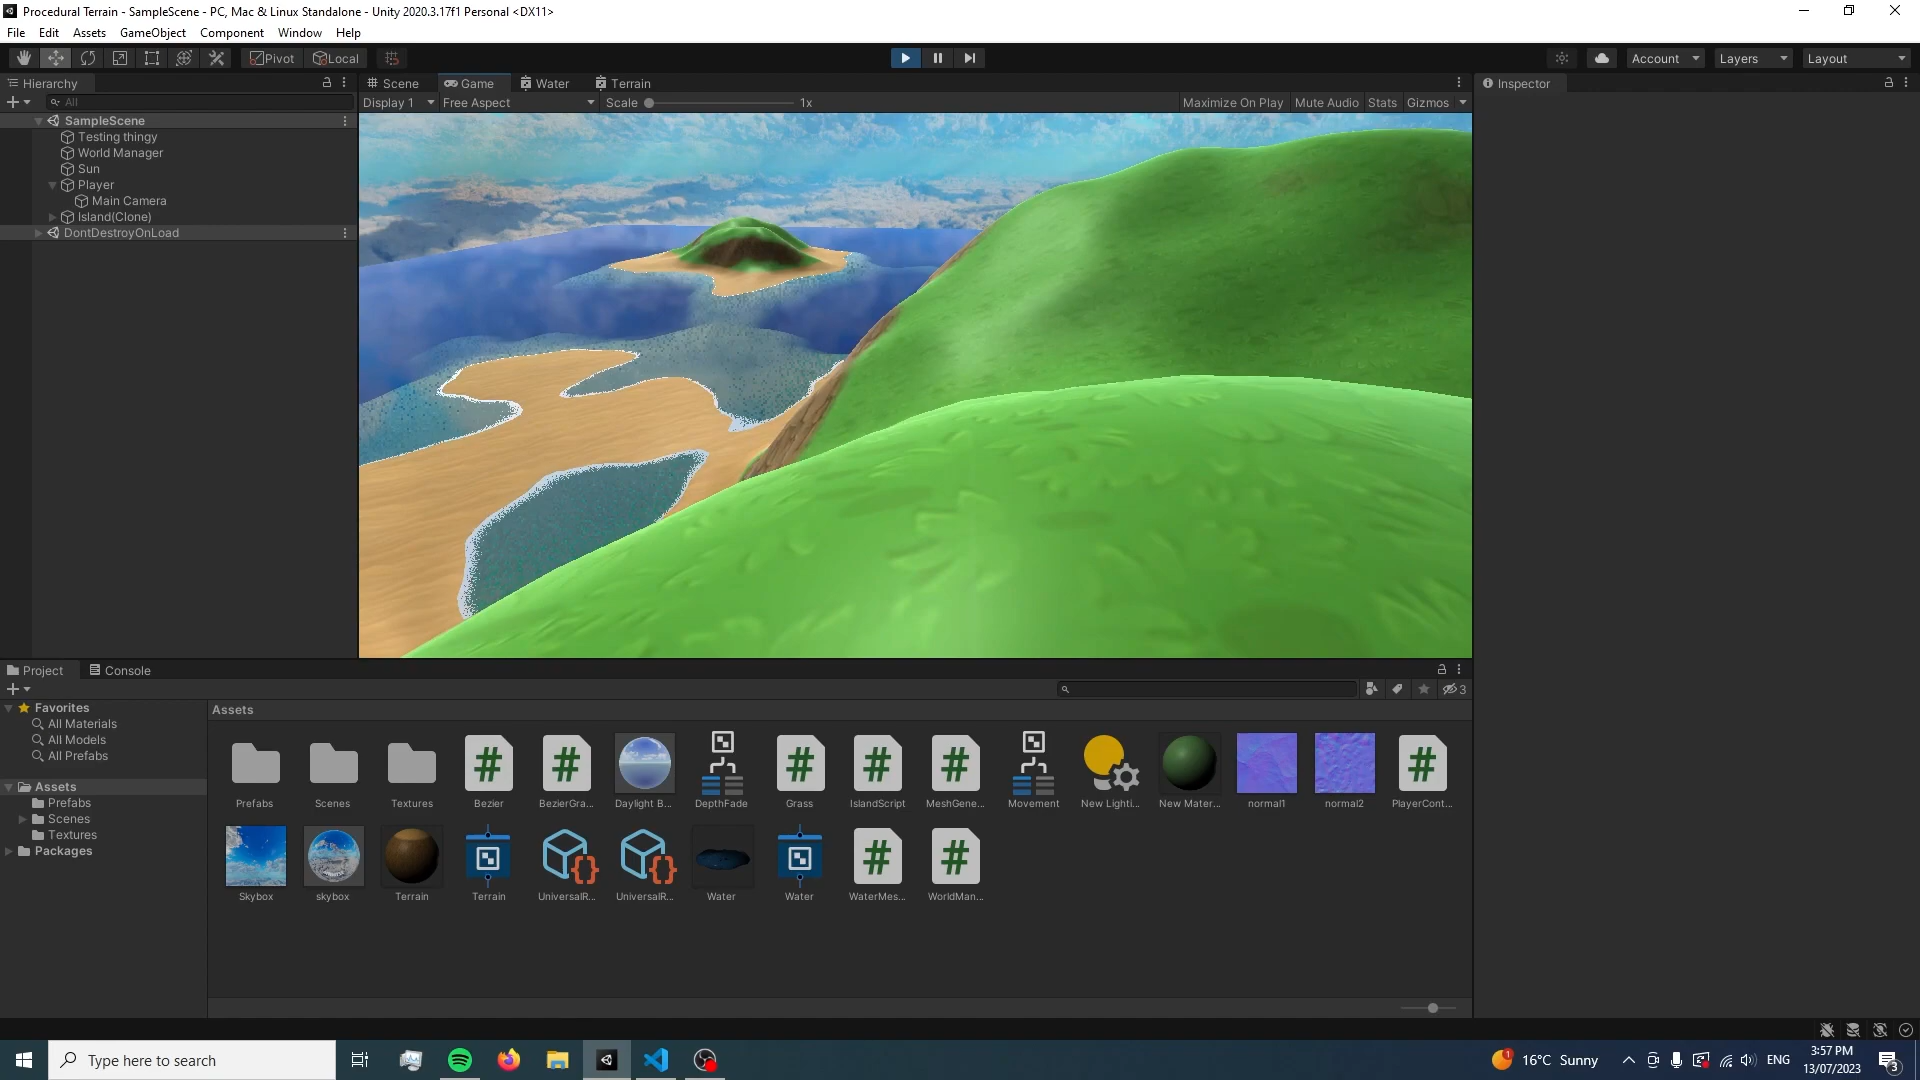 Procedural Terrain - SampleScene - PC, Mac & Linux Standalone - Unity 2020.3.17f1 Personal <DX11>
File Edit Assets GameObject Component Window Help
Pivot Local Account Layers Layout
Hierarchy Scene Game Water Terrain Inspector
All Display 1 Free Aspect Scale 1x Maximize On Play Mute Audio Stats Gizmos
SampleScene
Testing thingy
World Manager
Sun
Player
Main Camera
Island(Clone)
DontDestroyOnLoad
Project Console
3
Favorites Assets
All Materials
All Models
All Prefabs
Assets
Prefabs
Scenes
Textures
Packages
Prefabs Scenes Textures Bezier BezierGra... Daylight B... DepthFade Grass IslandScript MeshGene... Movement New Lighti... New Mater... normal1 normal2 PlayerCont...
Skybox skybox Terrain Terrain UniversalR... UniversalR... Water Water WaterMes... WorldMan...
Type here to search 16°C Sunny ENG 3:57 PM
13/07/2023 3